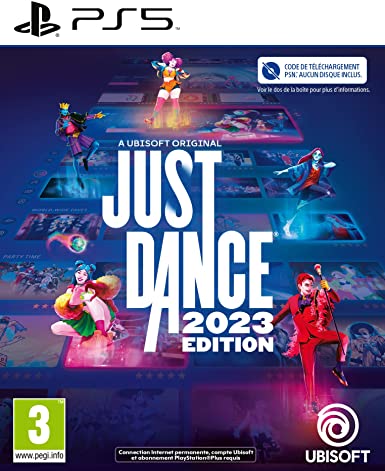 PS5
CODE DE TÉLÉCHARGEMENT
PSN, AUCUN DISQUE INCLUS.
Voir le dos de la boîte pour plus d'informations.
A UBISOFT ORIGINAL
WORLD-WIDE
PARTY TIME
JUST
DANCE®
2023
EDITION
3
www.pegi.info
Connexion Internet permanente, compte Ubisoft
et abonnement PlayStation®Plus requis
UBISOFT